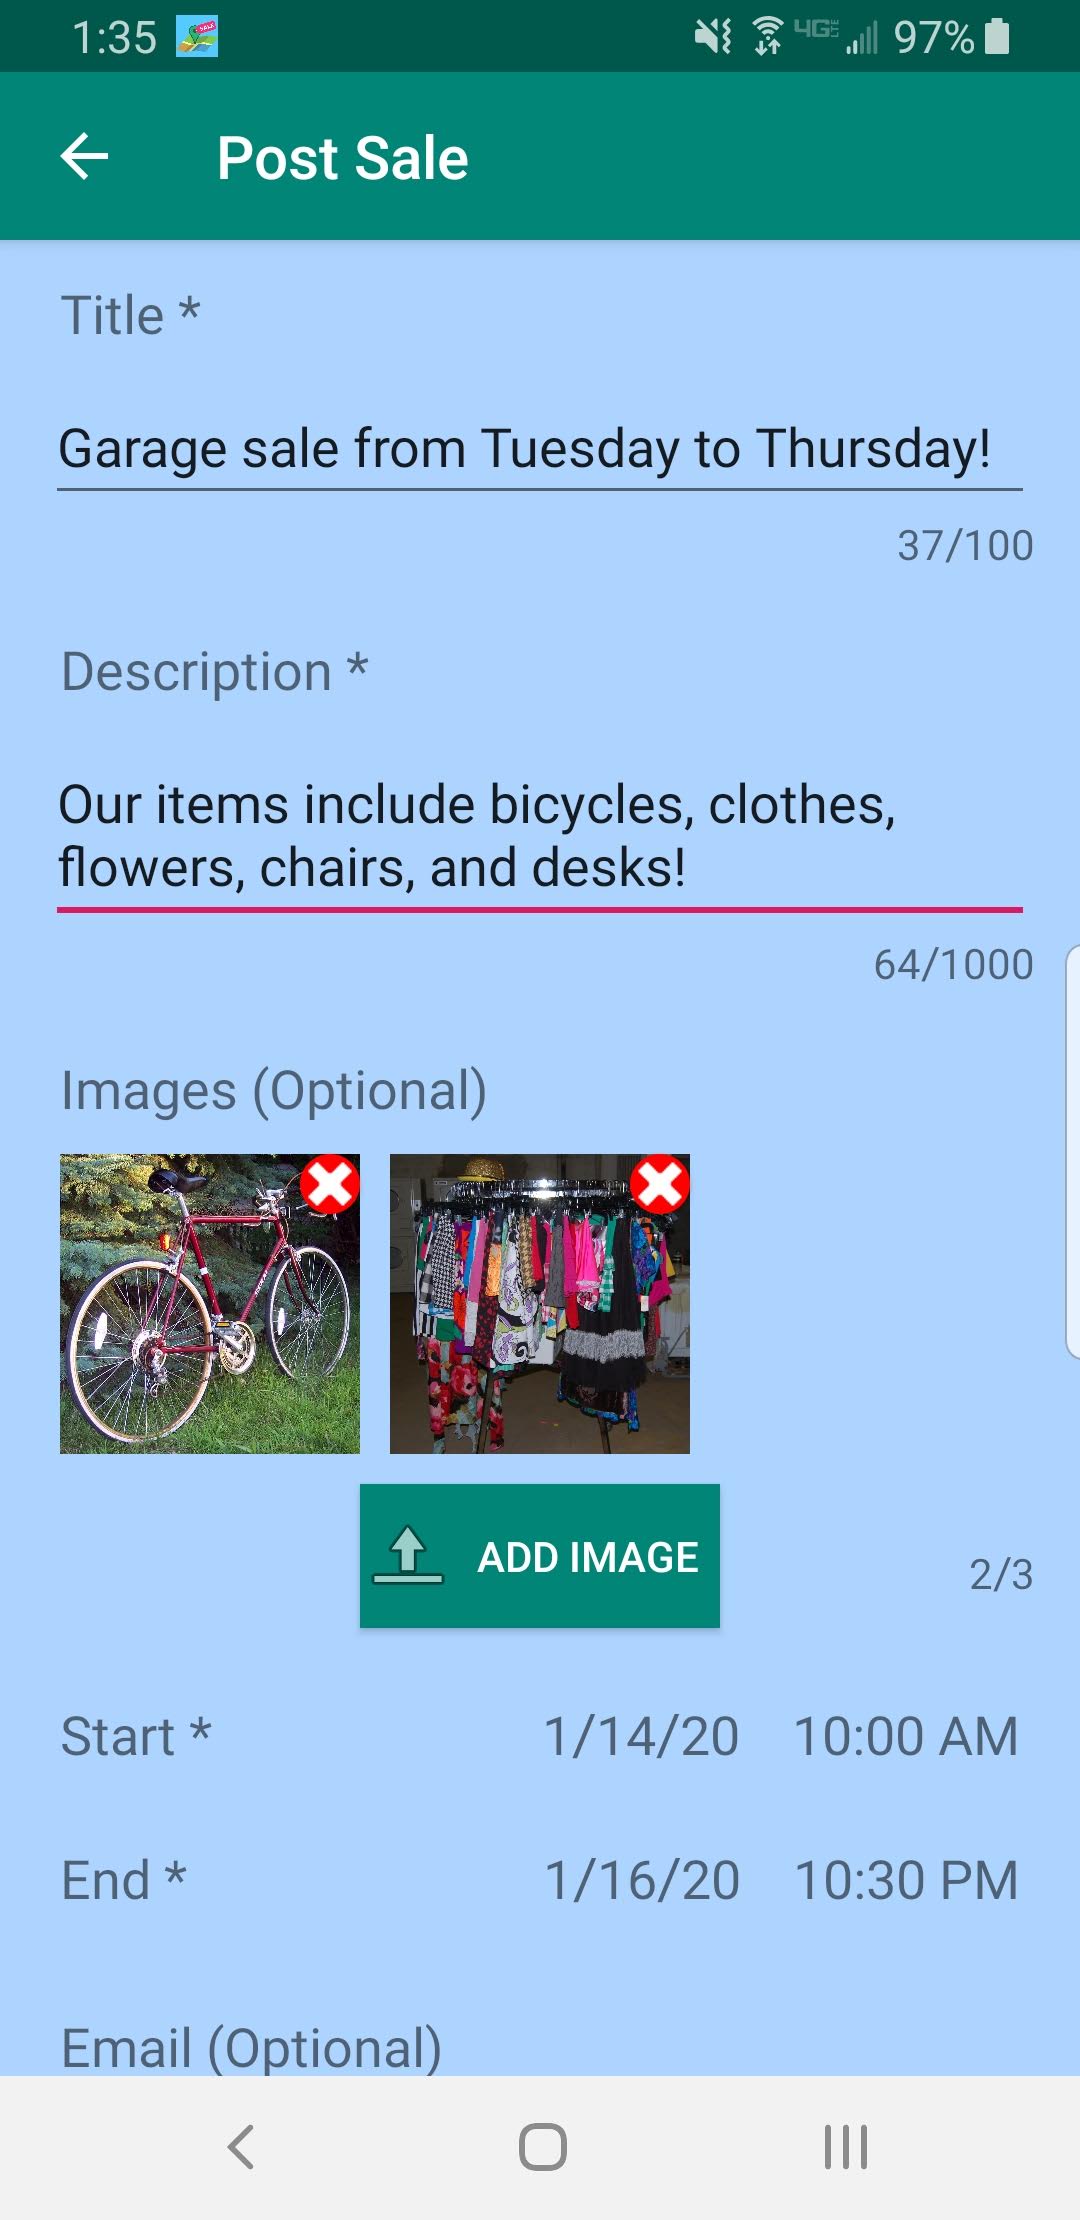 1:35
4G LTE 97%
Post Sale
Title *
Garage sale from Tuesday to Thursday!
37/100
Description *
Our items include bicycles, clothes,
flowers, chairs, and desks!
64/1000
Images (Optional)
ADD IMAGE
2/3
Start * 1/14/20 10:00 AM
End * 1/16/20 10:30 PM
Email (Optional)